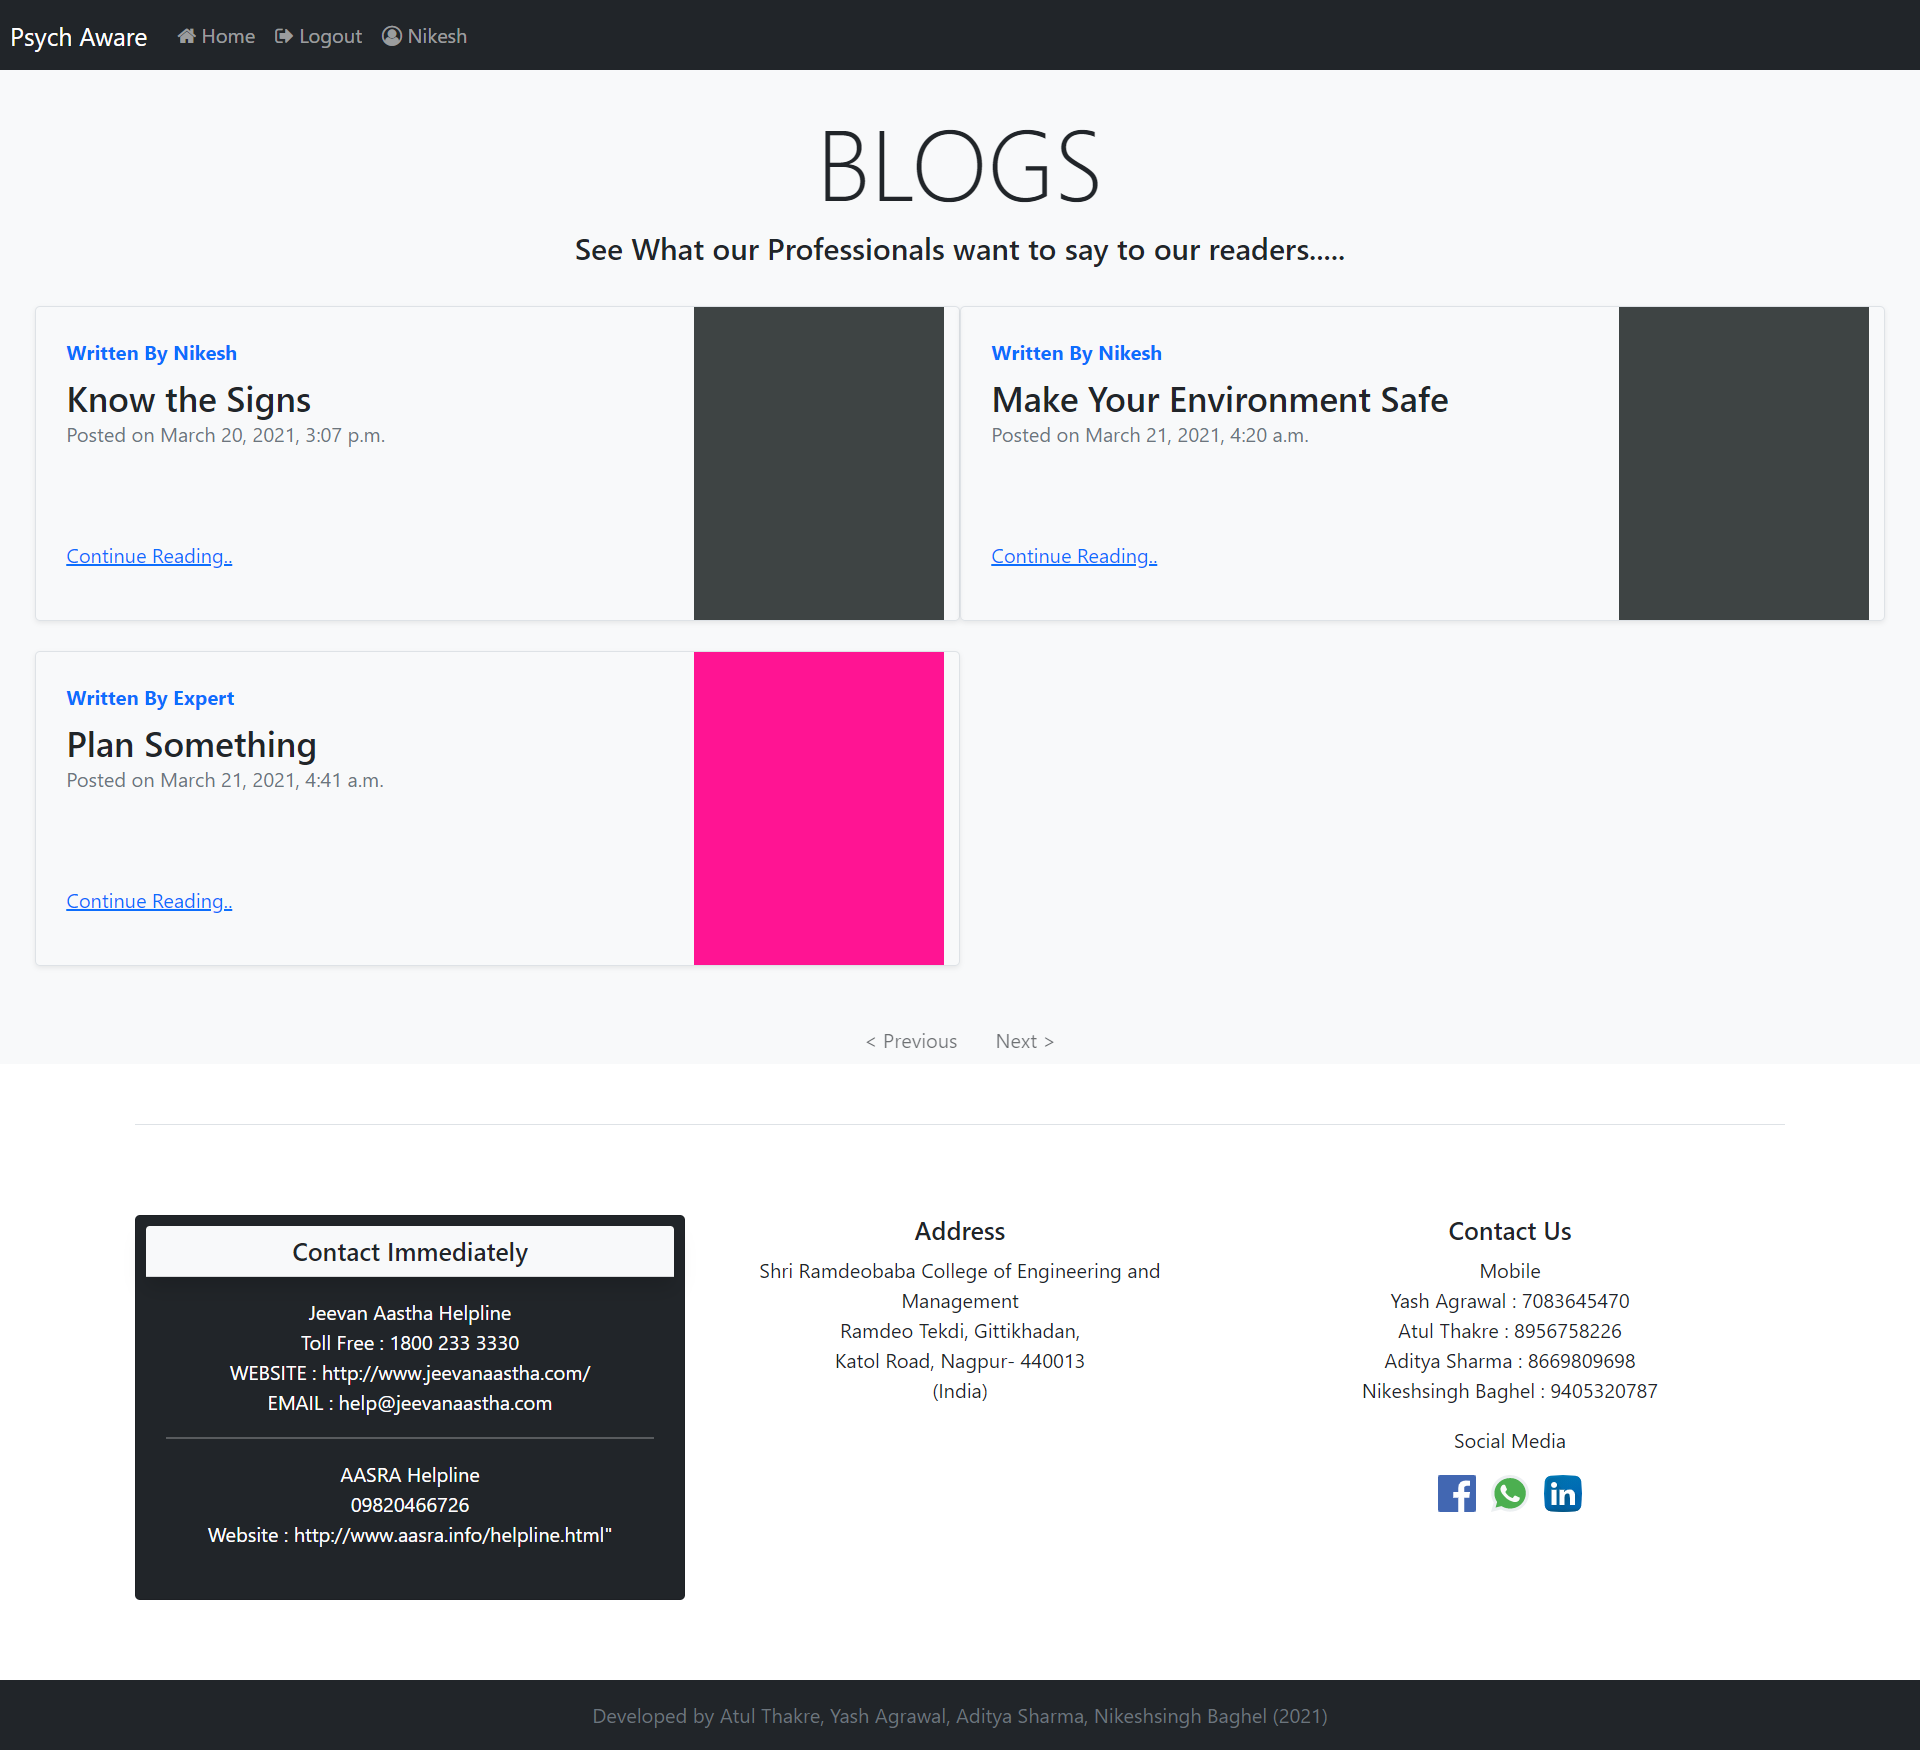 Psych Aware Home Logout Nikesh
BLOGS
See What our Professionals want to say to our readers.....
Written By Nikesh
Know the Signs
Posted on March 20, 2021, 3:07 p.m.
Continue Reading..
Written By Nikesh
Make Your Environment Safe
Posted on March 21, 2021, 4:20 a.m.
Continue Reading..
Written By Expert
Plan Something
Posted on March 21, 2021, 4:41 a.m.
Continue Reading..
< Previous Next >
Contact Immediately
Jeevan Aastha Helpline
Toll Free : 1800 233 3330
WEBSITE : http://www.jeevanaastha.com/
EMAIL : help@jeevanaastha.com
AASRA Helpline
09820466726
Website : http://www.aasra.info/helpline.html"
Address
Shri Ramdeobaba College of Engineering and
Management
Ramdeo Tekdi, Gittikhadan,
Katol Road, Nagpur- 440013
(India)
Contact Us
Mobile
Yash Agrawal : 7083645470
Atul Thakre : 8956758226
Aditya Sharma : 8669809698
Nikeshsingh Baghel : 9405320787
Social Media
Developed by Atul Thakre, Yash Agrawal, Aditya Sharma, Nikeshsingh Baghel (2021)